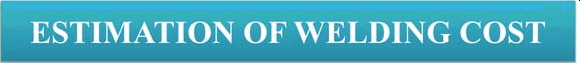 ESTIMATION OF WELDING COST